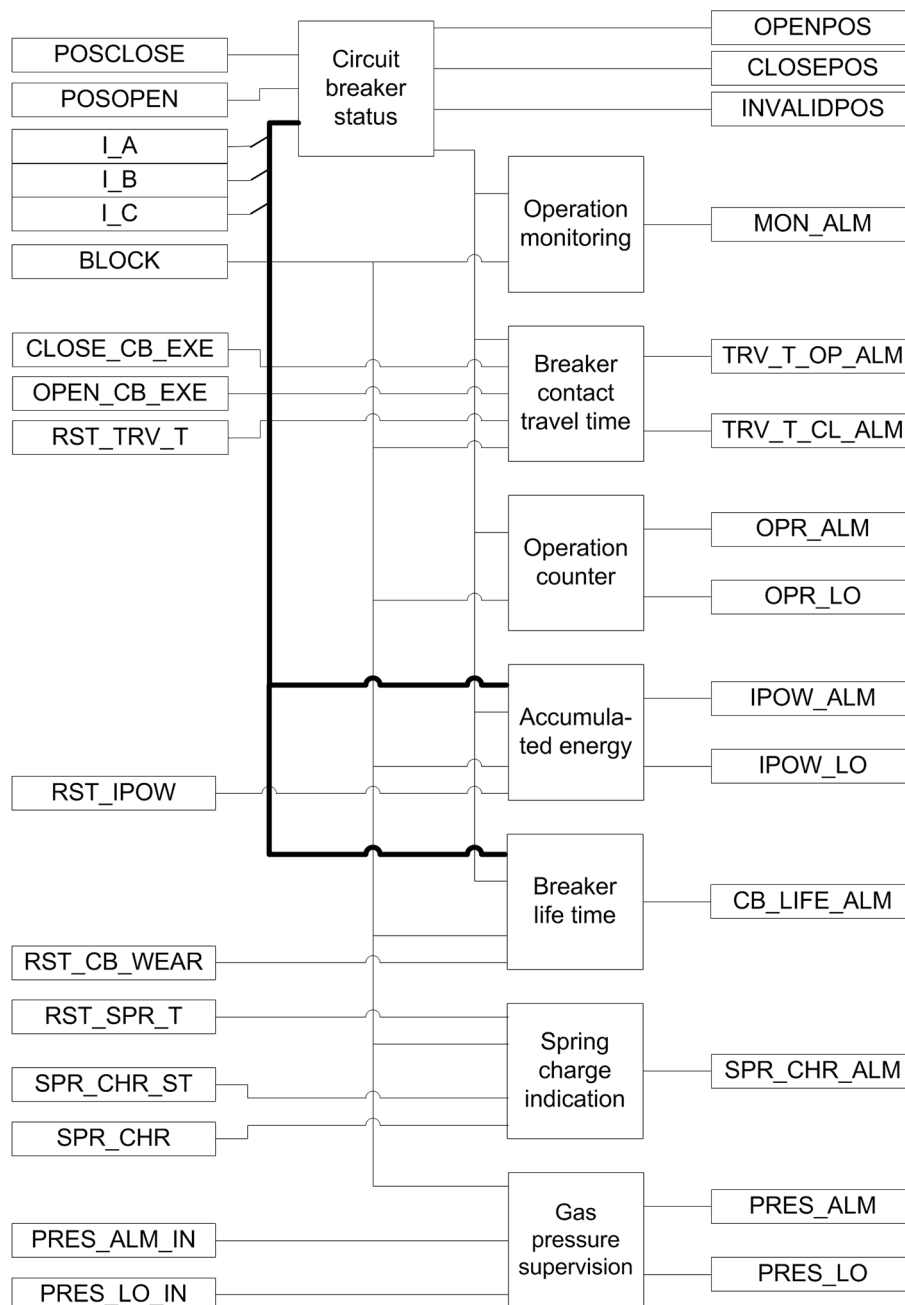 POSCLOSE
POSOPEN
I_A
I_B
I_C
BLOCK
CLOSE_CB_EXE
OPEN_CB_EXE
RST_TRV_T
RST_IPOW
RST_CB_WEAR
RST_SPR_T
SPR_CHR_ST
SPR_CHR
PRES_ALM_IN
PRES_LO_IN
Circuit
breaker
status
Operation
monitoring
Breaker
contact
travel time
Operation
counter
Accumula-
ted energy
Breaker
life time
Spring
charge
indication
Gas
pressure
supervision
OPENPOS
CLOSEPOS
INVALIDPOS
MON_ALM
TRV_T_OP_ALM
TRV_T_CL_ALM
OPR_ALM
OPR_LO
IPOW_ALM
IPOW_LO
CB_LIFE_ALM
SPR_CHR_ALM
PRES_ALM
PRES_LO